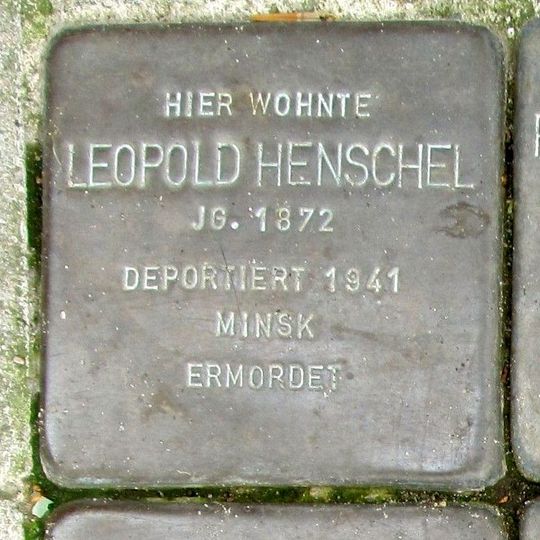 HIER WOHNTE
LEOPOLD HENSCHEL
JG. 1872
DEPORTIERT 1941
MINSK
ERMORDET